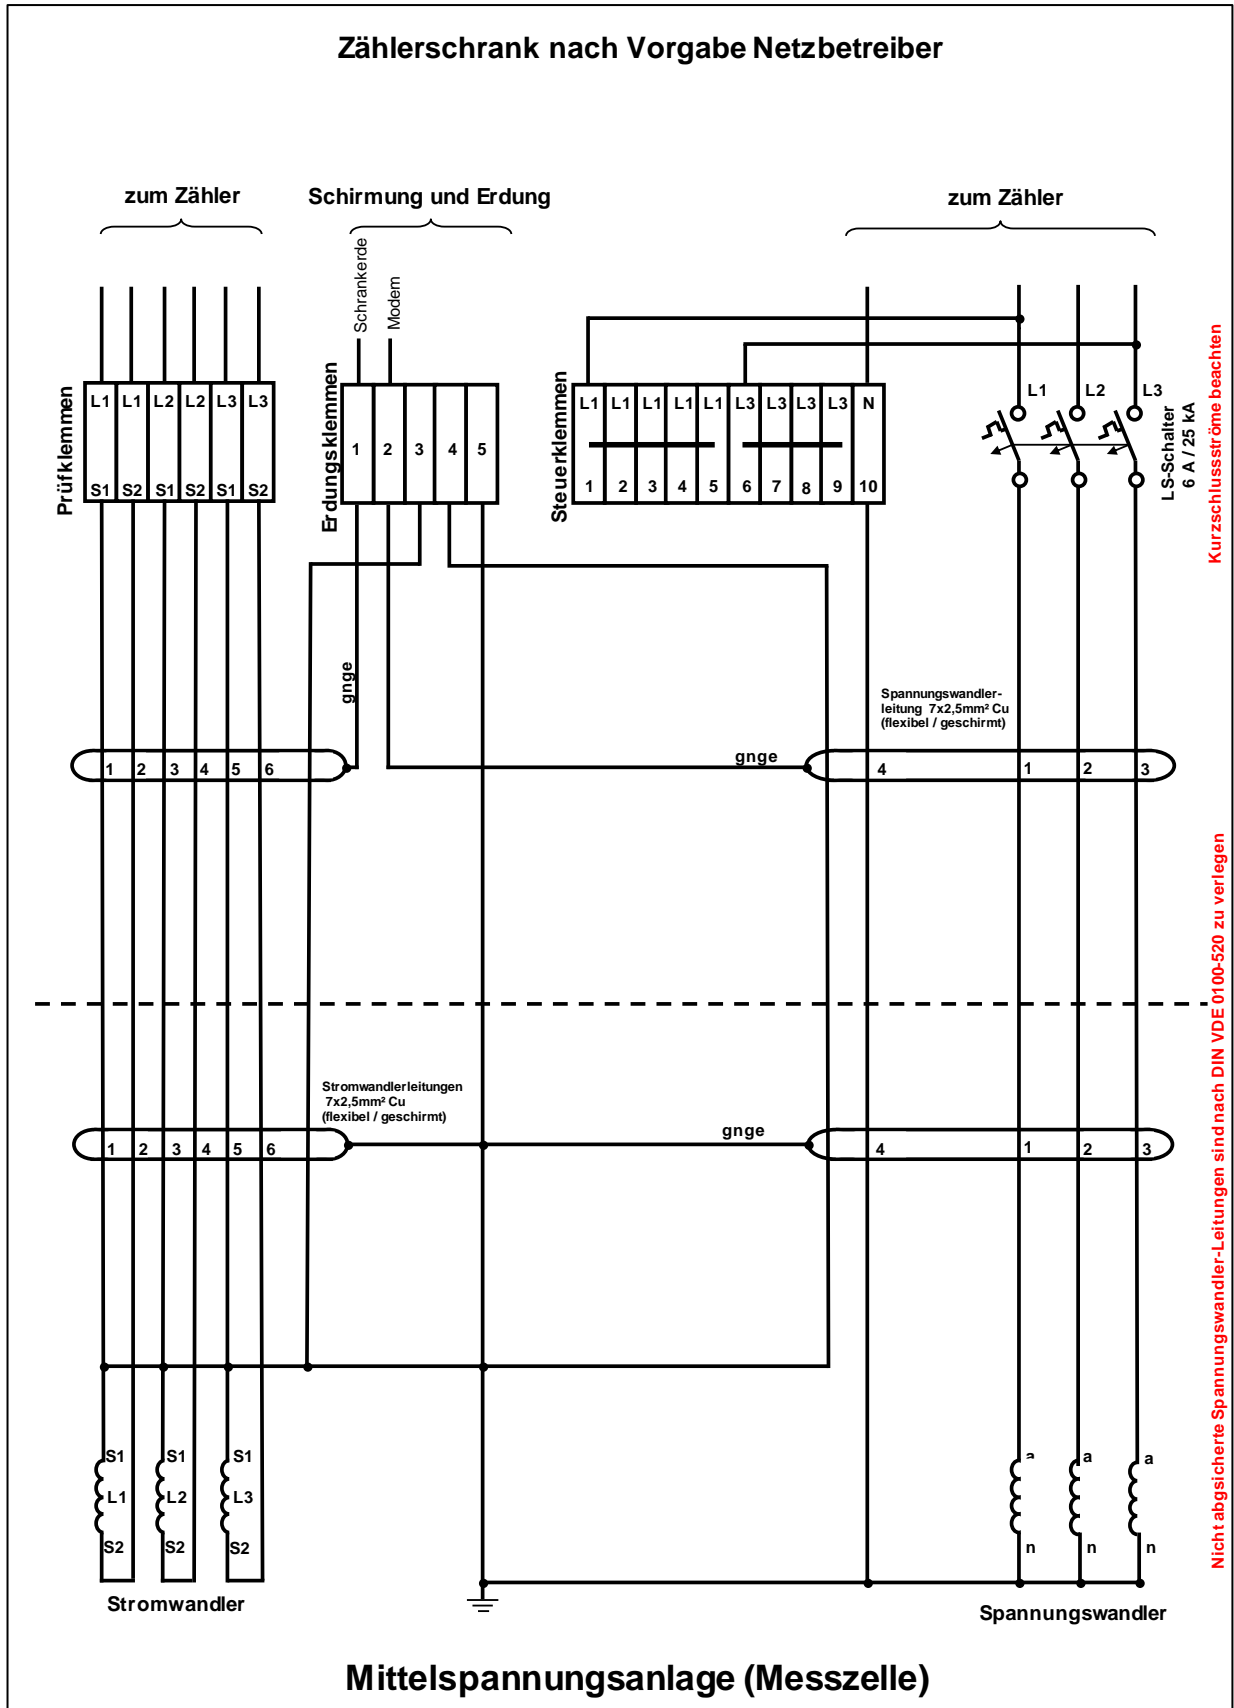 Zählerschrank nach Vorgabe Netzbetreiber
zum Zähler
Schirmung und Erdung
zum Zähler
Schrankerde
Modem
Prüfklemmen
L1 L1 L2 L2 L3 L3
S1 S2 S1 S2 S1 S2
Erdungsklemmen
1 2 3 4 5
Steuerklemmen
L1 L1 L1 L1 L1 L3 L3 L3 L3 N
1 2 3 4 5 6 7 8 9 10
L1 L2 L3
LS-Schalter
6 A / 25 kA
Kurzschlussströme beachten
gnge
Spannungswandler-
leitung 7x2,5mm² Cu
(flexibel / geschirmt)
1 2 3 4 5 6
gnge
4 1 2 3
Nicht abgsicherte Spannungswandler-Leitungen sind nach DIN VDE 0100-520 zu verlegen
Stromwandlerleitungen
7x2,5mm² Cu
(flexibel / geschirmt)
1 2 3 4 5 6
gnge
4 1 2 3
S1 S1 S1
L1 L2 L3
S2 S2 S2
a a a
n n n
Stromwandler
Spannungswandler
Mittelspannungsanlage (Messzelle)